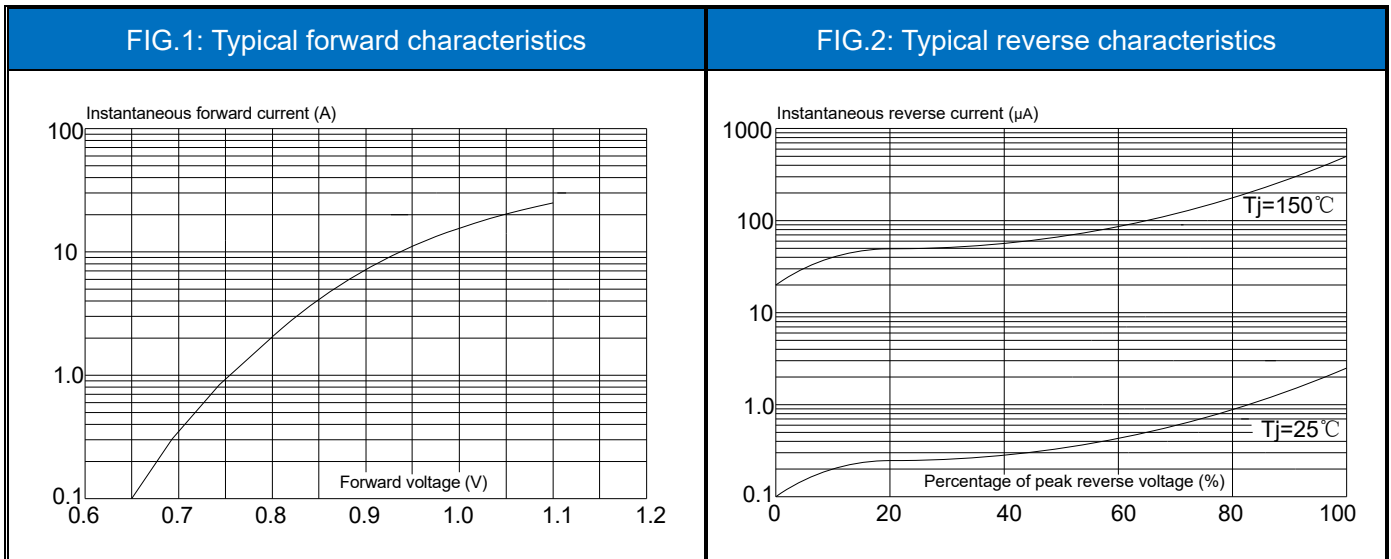 FIG.1: Typical forward characteristics
Instantaneous forward current (A)
100
10
1.0
0.1
Forward voltage (V)
0.6 0.7 0.8 0.9 1.0 1.1 1.2
FIG.2: Typical reverse characteristics
Instantaneous reverse current (μA)
1000
100
10
1.0
0.1
Tj=150℃
Tj=25℃
Percentage of peak reverse voltage (%)
0 20 40 60 80 100